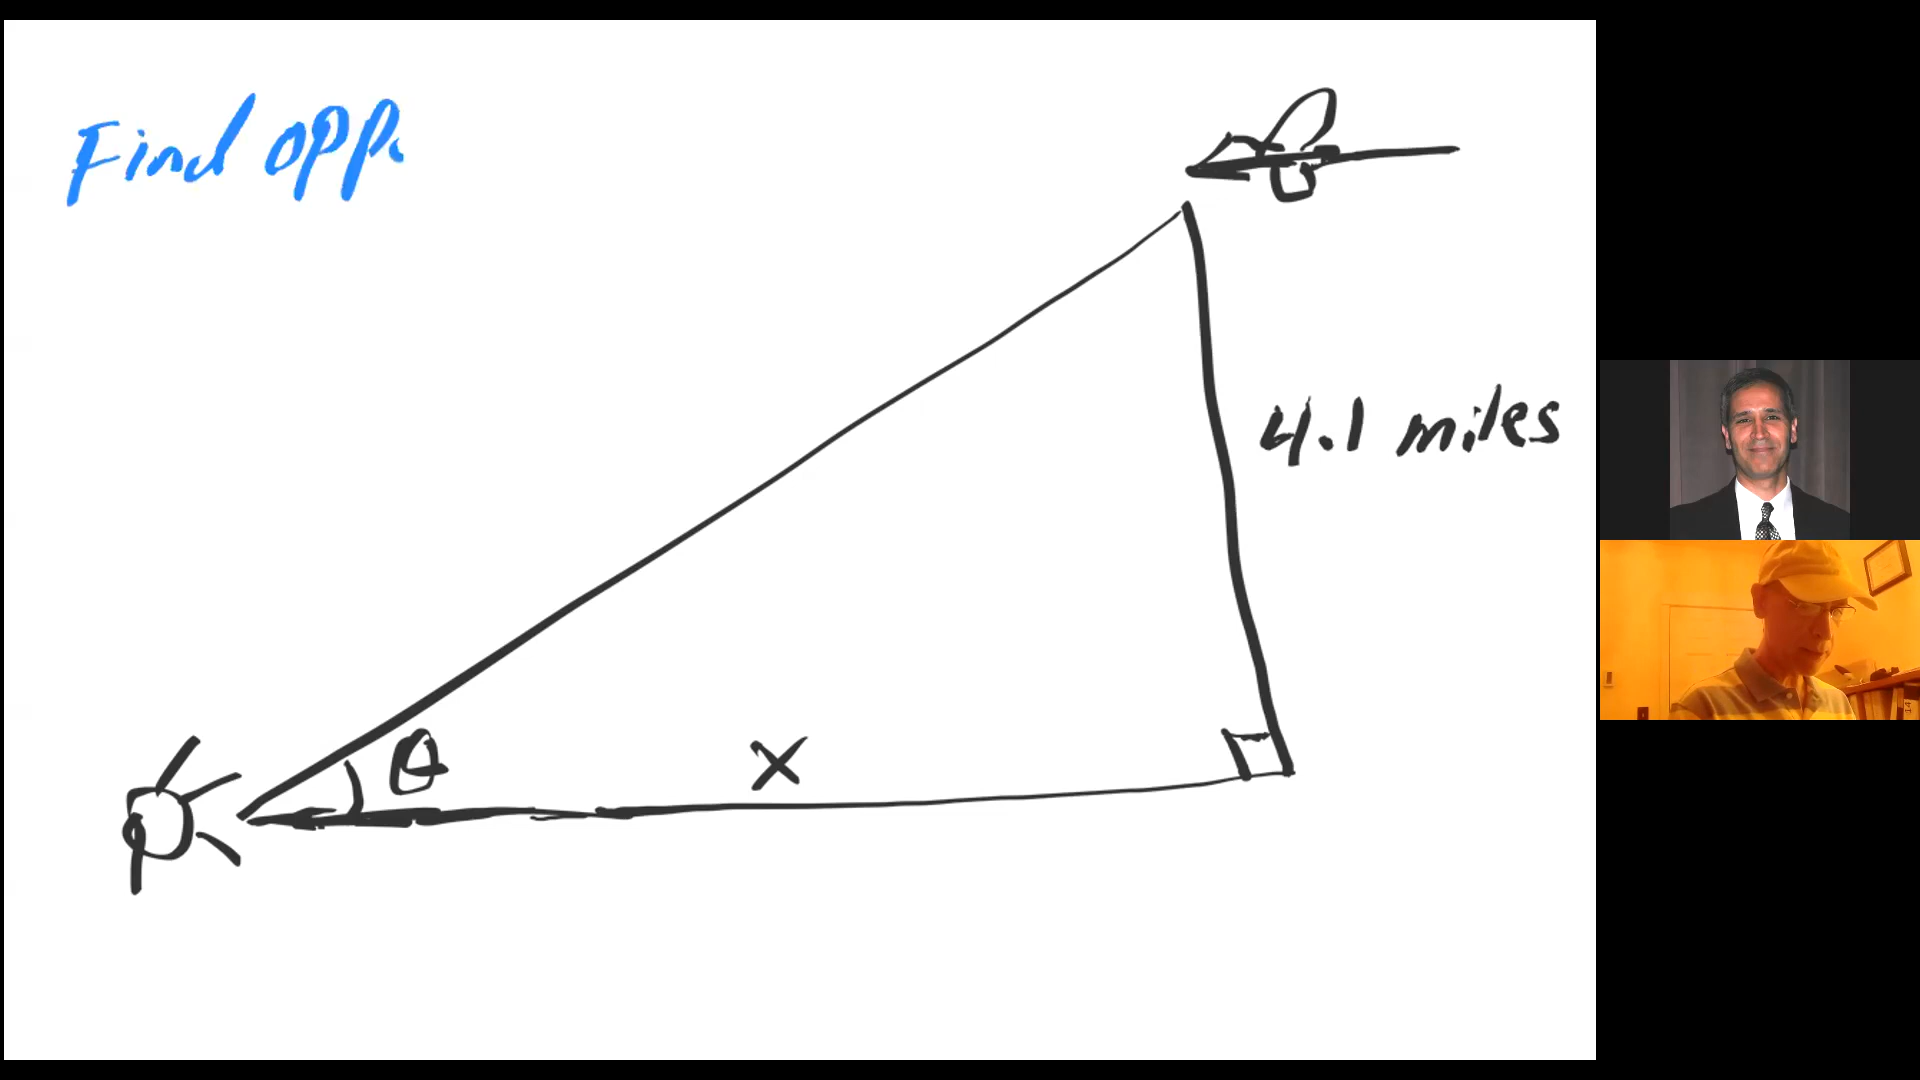 Find opp.
4.1 miles
θ
x